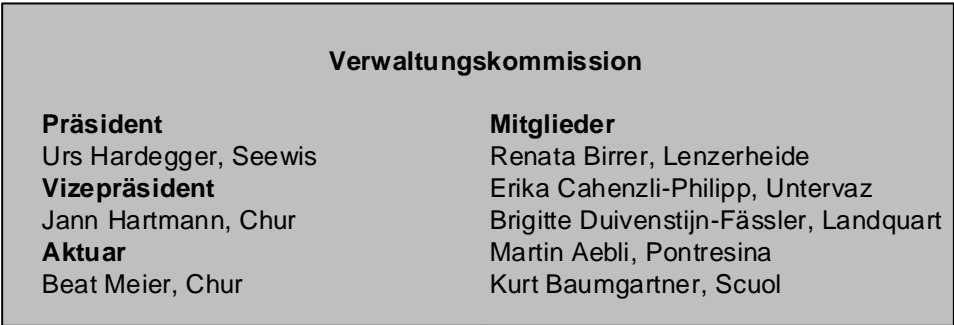 Verwaltungskommission
Präsident
Urs Hardegger, Seewis
Vizepräsident
Jann Hartmann, Chur
Aktuar
Beat Meier, Chur
Mitglieder
Renata Birrer, Lenzerheide
Erika Cahenzli-Philipp, Untervaz
Brigitte Duivenstijn-Fässler, Landquart
Martin Aebli, Pontresina
Kurt Baumgartner, Scuol